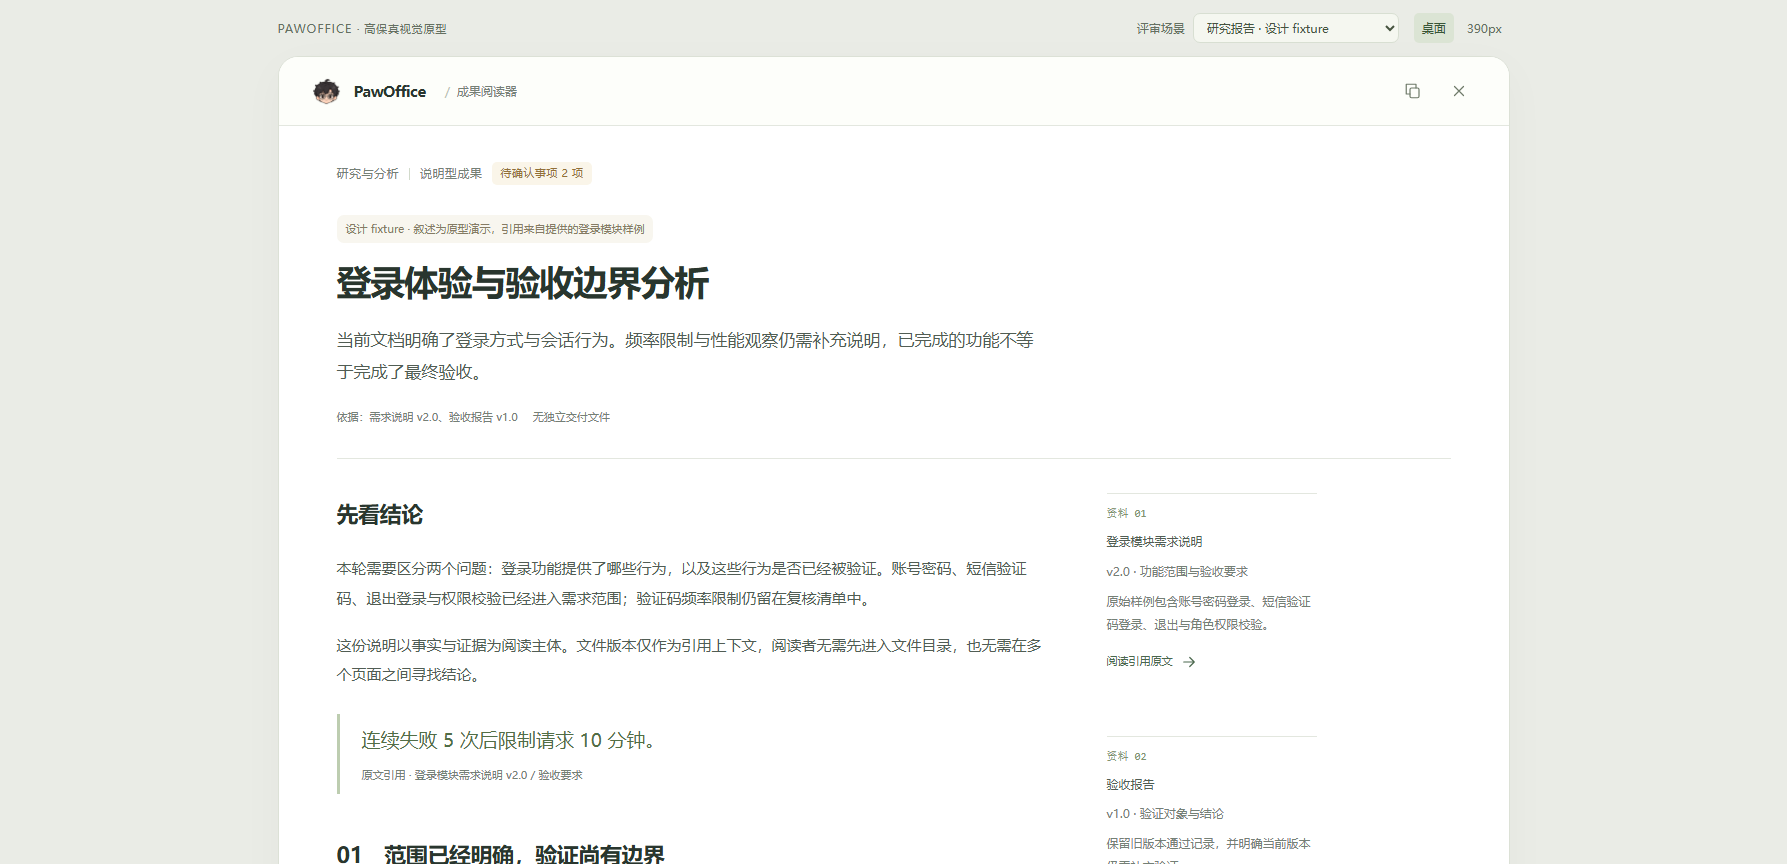 PAWOFFICE · 高保真视觉原型
评审场景 研究报告 · 设计 fixture 桌面 390px
PawOffice / 成果阅读器
研究与分析 | 说明型成果 待确认事项 2 项
设计 fixture · 叙述为原型演示，引用来自提供的登录模块样例
登录体验与验收边界分析
当前文档明确了登录方式与会话行为。频率限制与性能观察仍需补充说明，已完成的功能不等
于完成了最终验收。
依据：需求说明 v2.0、验收报告 v1.0 无独立交付文件
先看结论
本轮需要区分两个问题：登录功能提供了哪些行为，以及这些行为是否已经被验证。账号密码、短信验证
码、退出登录与权限校验已经进入需求范围；验证码频率限制仍留在复核清单中。
这份说明以事实与证据为阅读主体。文件版本仅作为引用上下文，阅读者无需先进入文件目录，也无需在多
个页面之间寻找结论。
连续失败 5 次后限制请求 10 分钟。
原文引用 · 登录模块需求说明 v2.0 / 验收要求
01 范围已经明确，验证尚有边界
资料 01
登录模块需求说明
v2.0 · 功能范围与验收要求
原始样例包含账号密码登录、短信验证
码登录、退出与角色权限校验。
阅读引用原文 →
资料 02
验收报告
v1.0 · 验证对象与结论
保留旧版本通过记录，并明确当前版本